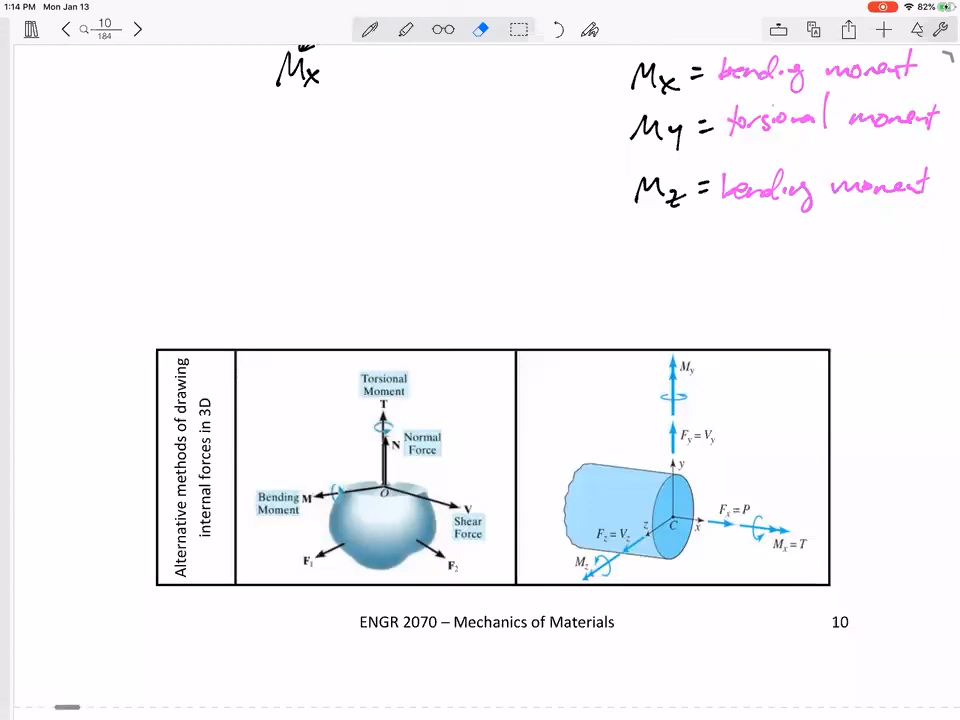 1:14 PM Mon Jan 13
82%
10
184
Mx
Mx = bending moment
My = torsional moment
Mz = bending moment
Alternative methods of drawing
internal forces in 3D
Torsional
Moment
T
N Normal
Force
Bending M
Moment
O
V
Shear
Force
F₁
F₂
My
Fy = Vy
y
Fx = P
z
C
x
Fz = Vz
Mx = T
Mz
ENGR 2070 – Mechanics of Materials
10